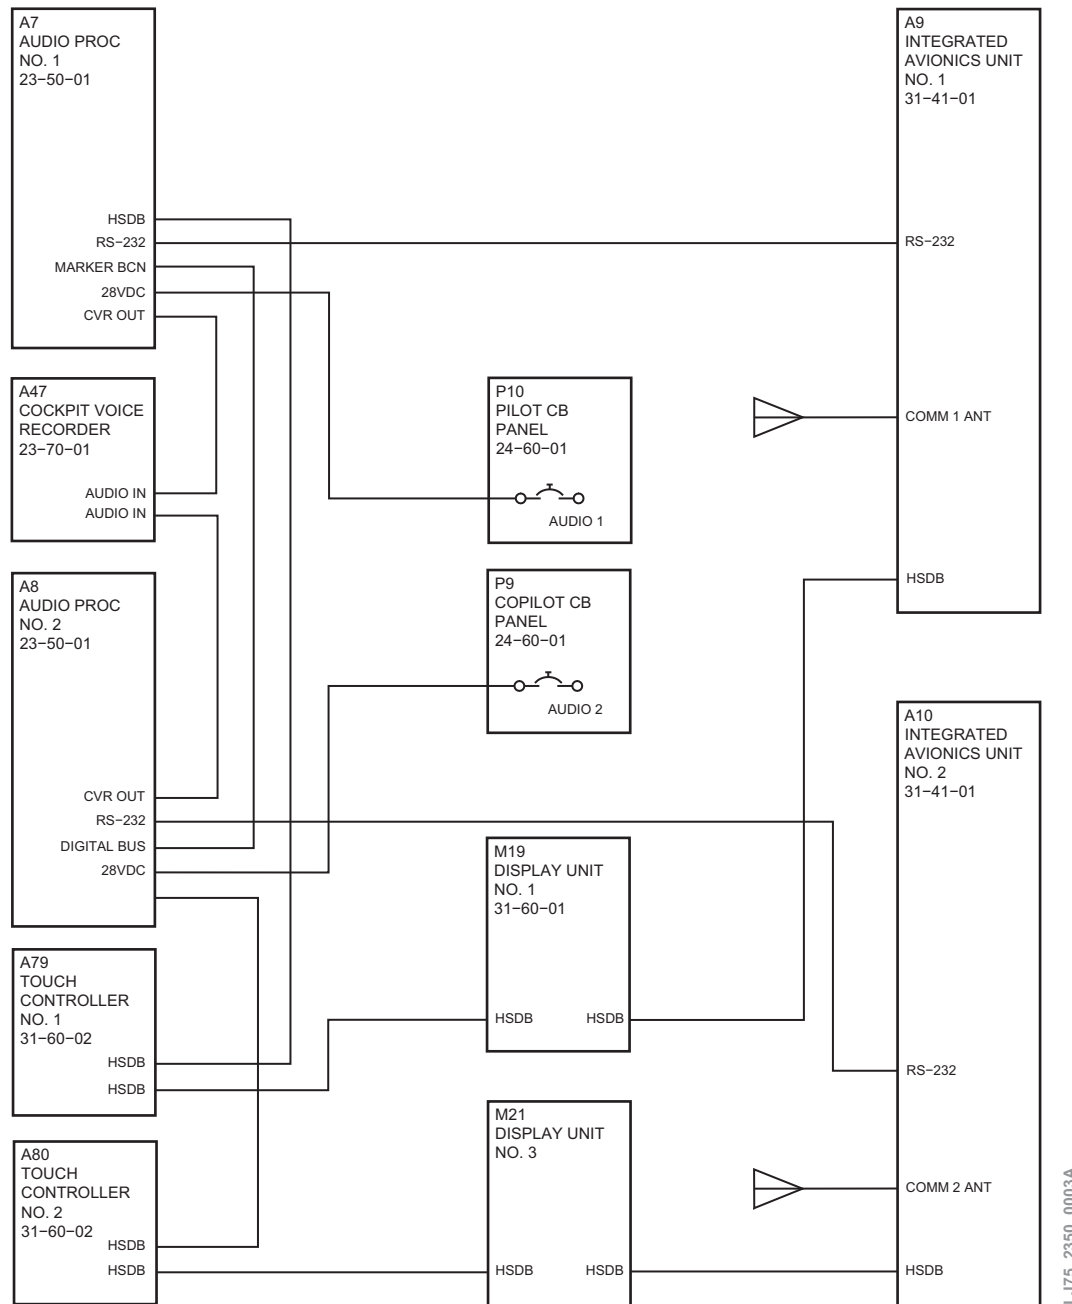 A7
AUDIO PROC
NO. 1
23−50−01
HSDB
RS−232
MARKER BCN
28VDC
CVR OUT
A9
INTEGRATED
AVIONICS UNIT
NO. 1
31−41−01
RS−232
COMM 1 ANT
HSDB
A47
COCKPIT VOICE
RECORDER
23−70−01
AUDIO IN
AUDIO IN
P10
PILOT CB
PANEL
24−60−01
AUDIO 1
A8
AUDIO PROC
NO. 2
23−50−01
CVR OUT
RS−232
DIGITAL BUS
28VDC
P9
COPILOT CB
PANEL
24−60−01
AUDIO 2
A10
INTEGRATED
AVIONICS UNIT
NO. 2
31−41−01
RS−232
COMM 2 ANT
HSDB
M19
DISPLAY UNIT
NO. 1
31−60−01
HSDB HSDB
A79
TOUCH
CONTROLLER
NO. 1
31−60−02
HSDB
HSDB
A80
TOUCH
CONTROLLER
NO. 2
31−60−02
HSDB
HSDB
M21
DISPLAY UNIT
NO. 3
HSDB HSDB
LJ75_2350_0003A